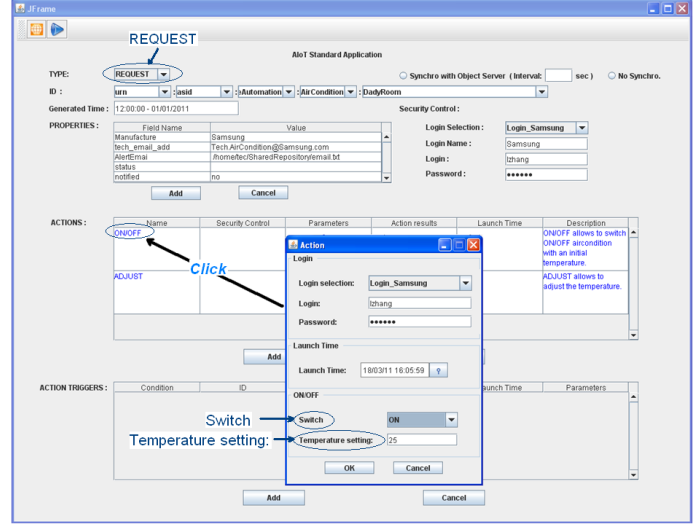 JFrame
REQUEST
AIoT Standard Application
TYPE: REQUEST Synchro with Object Server ( Interval: sec ) No Synchro.
ID : urn : asid : Automation : AirCondition : DadyRoom
Generated Time : 12:00:00 - 01/01/2011 Security Control :
PROPERTIES : Field Name Value
Manufacture Samsung
tech_email_add Tech.AirCondition@Samsung.com
AlertEmai /home/tec/SharedRepository/email.txt
status
notified no
Add Cancel
Login Selection : Login_Samsung
Login Name : Samsung
Login : lzhang
Password : ••••••
ACTIONS : Name Security Control Parameters Action results Launch Time Description
ON/OFF ON/OFF allows to switch
ON/OFF aircondition
with an initial
temperature.
ADJUST ADJUST allows to
adjust the temperature.
Click
Add
Action
Login
Login selection: Login_Samsung
Login: lzhang
Password: ••••••
Launch Time
Launch Time: 18/03/11 16:05:59 ?
ON/OFF
Switch Switch ON
Temperature setting: Temperature setting: 25
OK Cancel
ACTION TRIGGERS : Condition ID aunch Time Parameters
Add Cancel